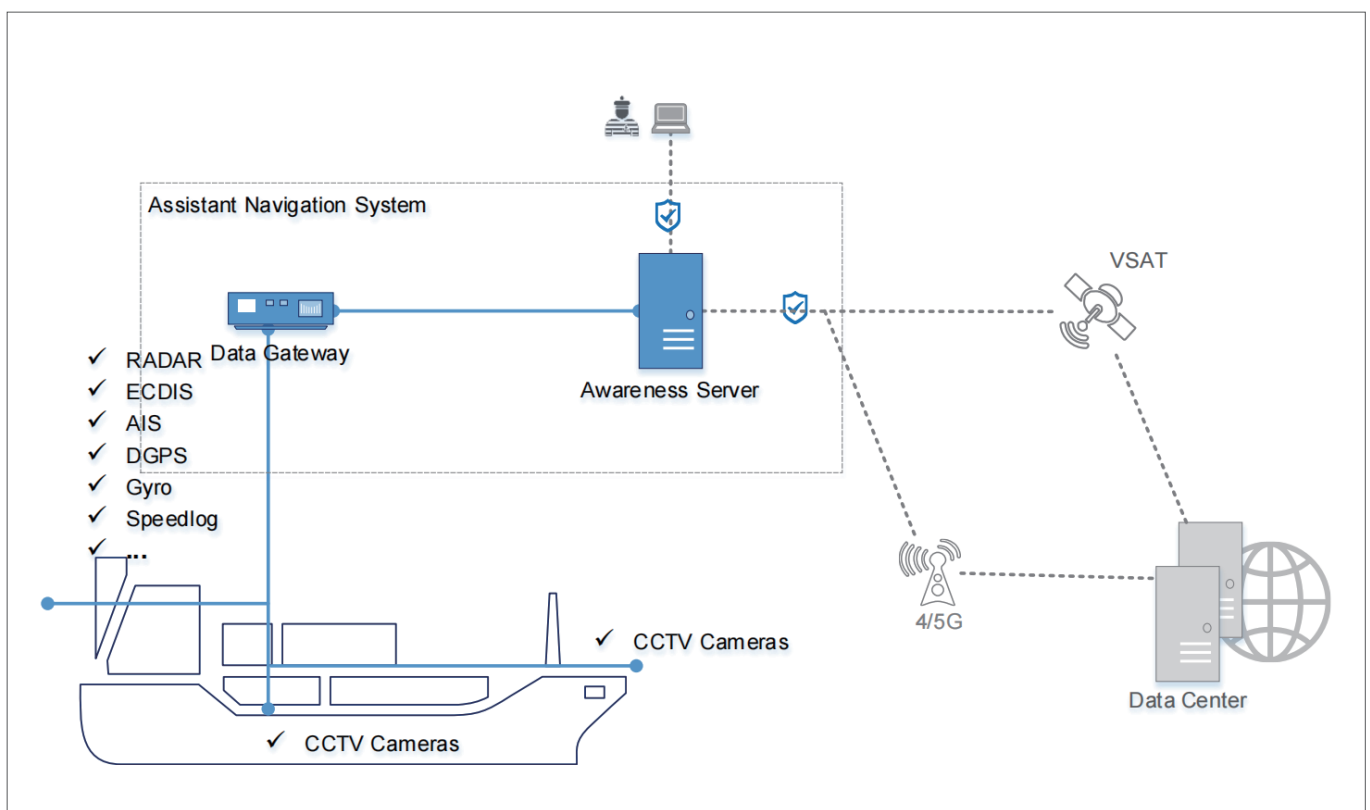 Assistant Navigation System
VSAT
Data Gateway
RADAR
ECDIS
AIS
DGPS
Gyro
Speedlog
...
Awareness Server
4/5G
CCTV Cameras
Data Center
CCTV Cameras